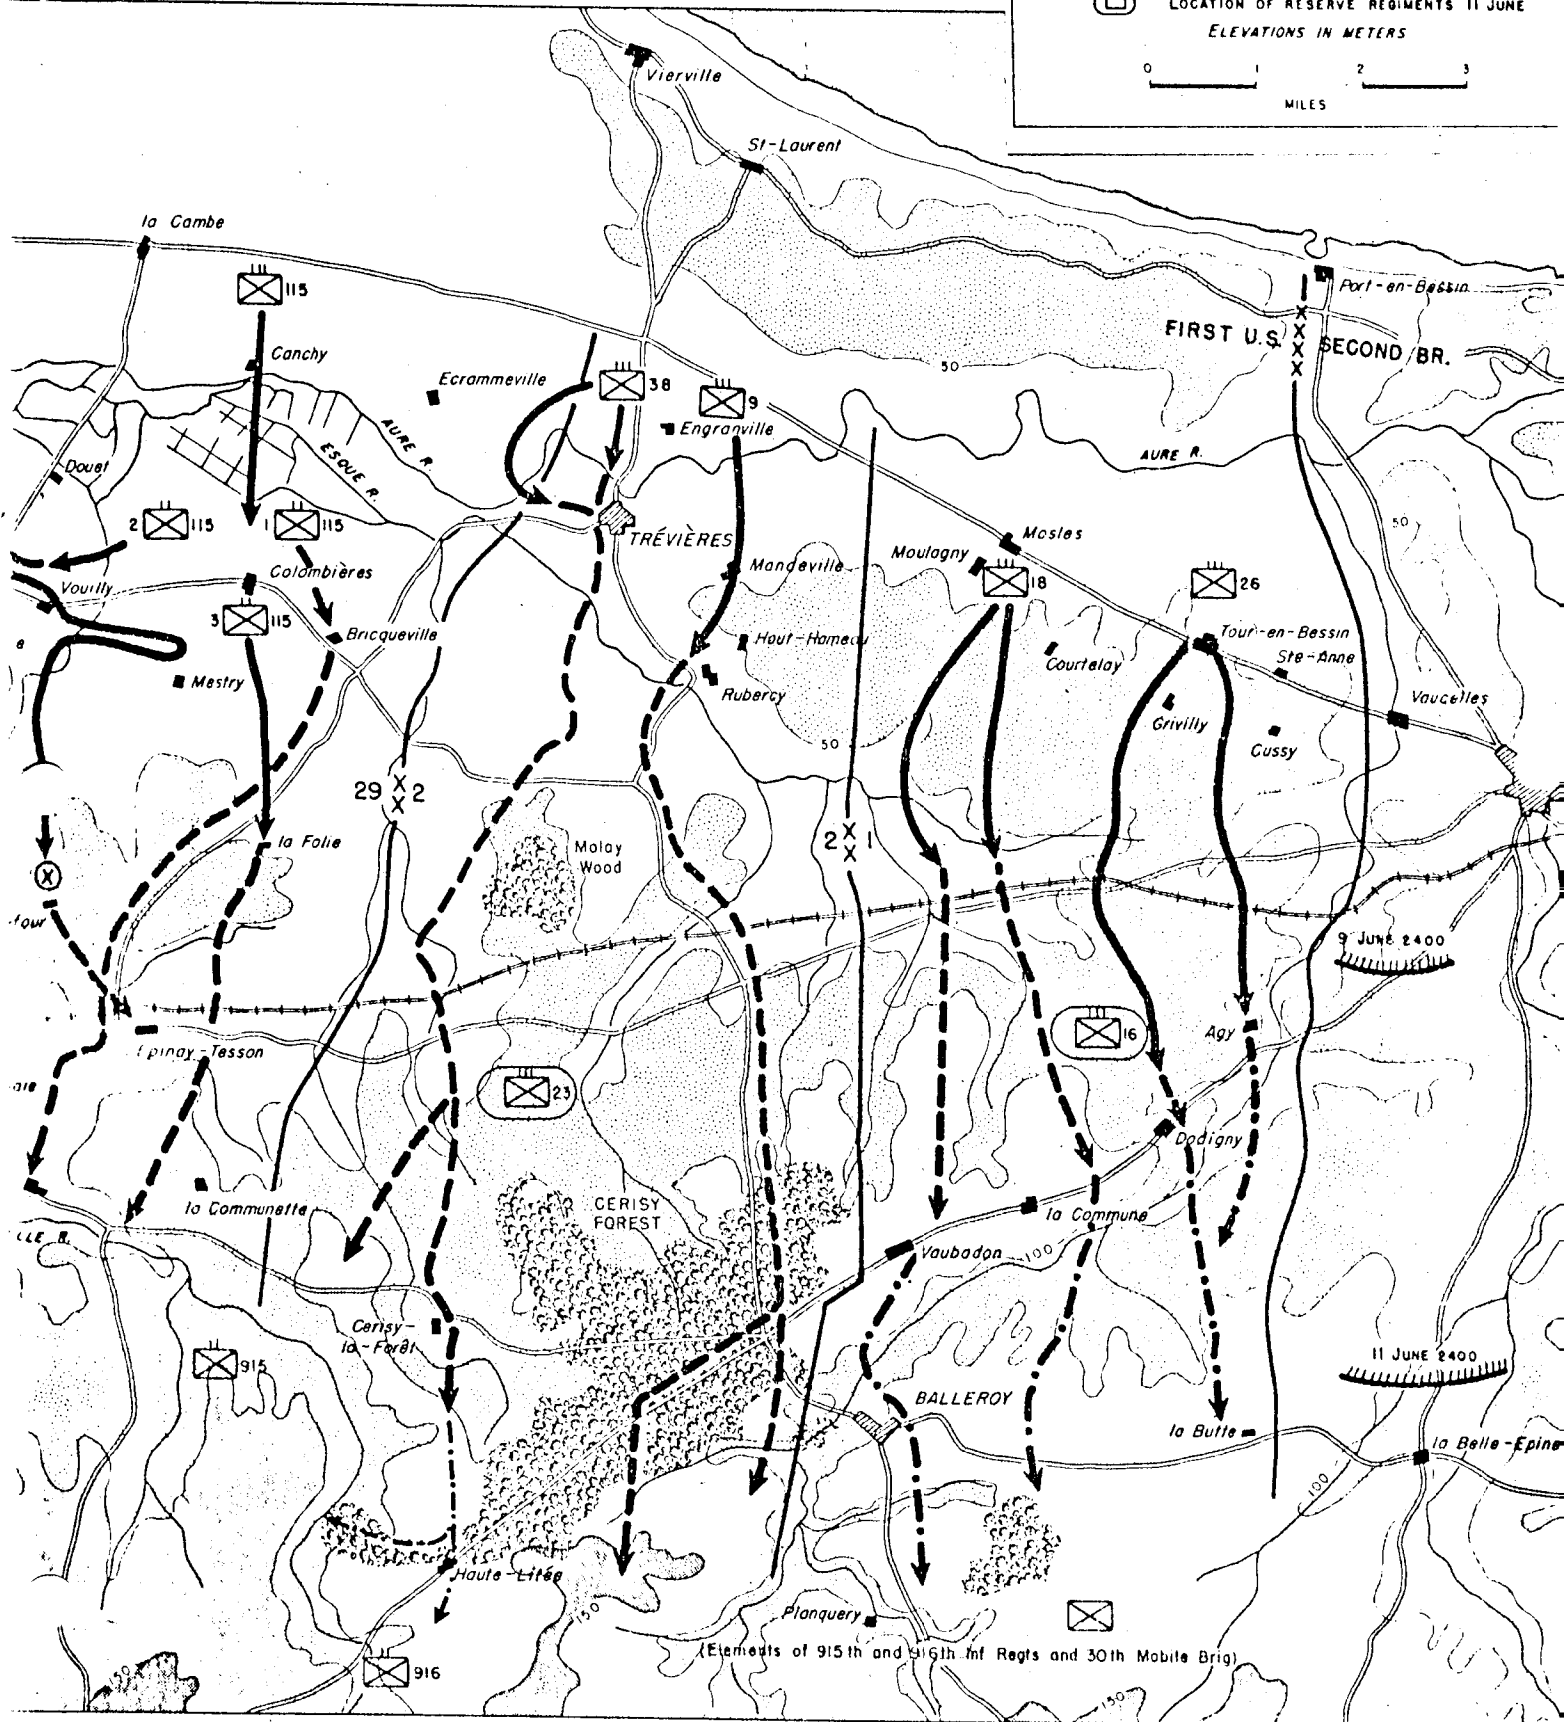 LOCATION OF RESERVE REGIMENTS 11 JUNE
ELEVATIONS IN METERS
0 1 2 3
MILES
Vierville
St-Laurent
la Cambe
115
Port-en-Bessin
FIRST U.S.
SECOND BR.
Canchy
Ecrammeville
38
9
50
Engranville
AURE R.
ESQUE R.
AURE R.
Douet
2 115
1 115
TRÉVIÈRES
50
Mosles
Moulagny
Mandeville
18
26
Colombières
Vouilly
3 115
Bricqueville
Haut-Hameau
Tour-en-Bessin
Ste-Anne
Courtelay
Mestry
Rubercy
Vaucelles
Grivilly
Cussy
50
29 2
2 1
la Folie
Molay
Wood
9 JUNE 2400
16
Agy
Epinay-Tesson
23
Dodigny
la Communette
CERISY
FOREST
la Commune
LLE R.
Vaubadon
100
Cerisy-
la-Forêt
915
11 JUNE 2400
BALLEROY
la Butte
la Belle-Epine
100
Haute-Litée
150
Planquery
(Elements of 915th and 916th Inf Regts and 30th Mobile Brig)
916
150
150